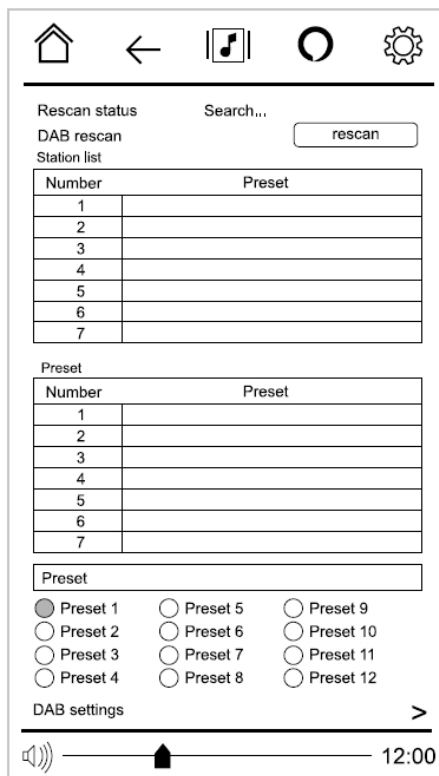 Rescan status Search...
DAB rescan rescan
Station list
Number Preset
1
2
3
4
5
6
7
Preset
Number Preset
1
2
3
4
5
6
7
Preset
Preset 1 Preset 5 Preset 9
Preset 2 Preset 6 Preset 10
Preset 3 Preset 7 Preset 11
Preset 4 Preset 8 Preset 12
DAB settings >
12:00